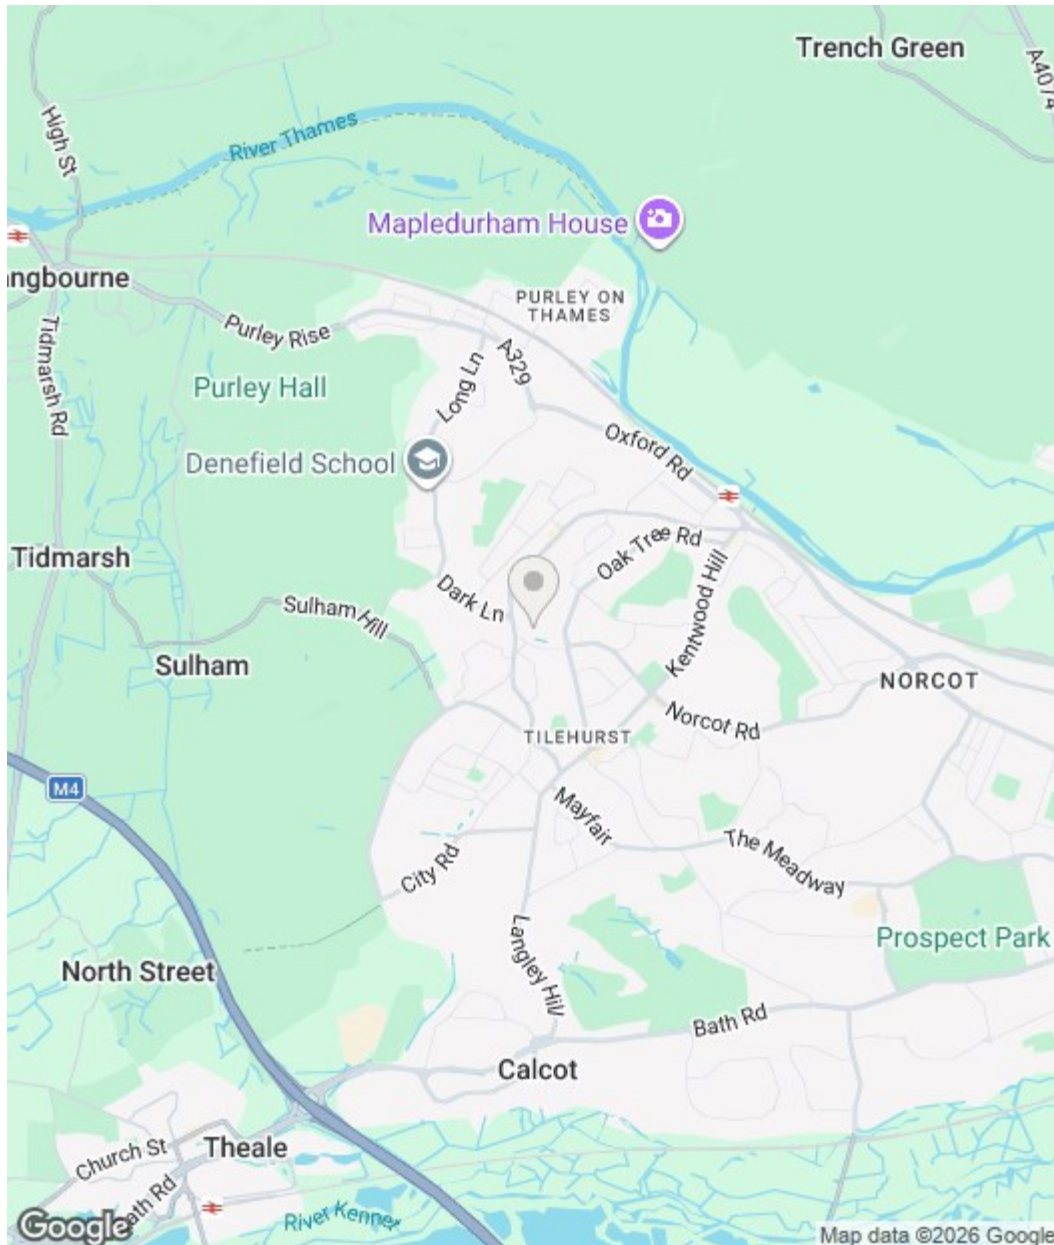 Trench Green
A4074
High St
River Thames
Mapledurham House
angbourne
PURLEY ON
THAMES
Purley Rise
Tidmarsh Rd
A329
Long Ln
Purley Hall
Oxford Rd
Denefield School
Tidmarsh
Oak Tree Rd
Kentwood Hill
Dark Ln
Sulham Hill
Sulham
NORCOT
Norcot Rd
TILEHURST
M4
Mayfair
The Meadway
City Rd
Langley Hill
Prospect Park
North Street
Bath Rd
Calcot
Church St
Theale
Bath Rd
River Kennet
Google
Map data ©2026 Google